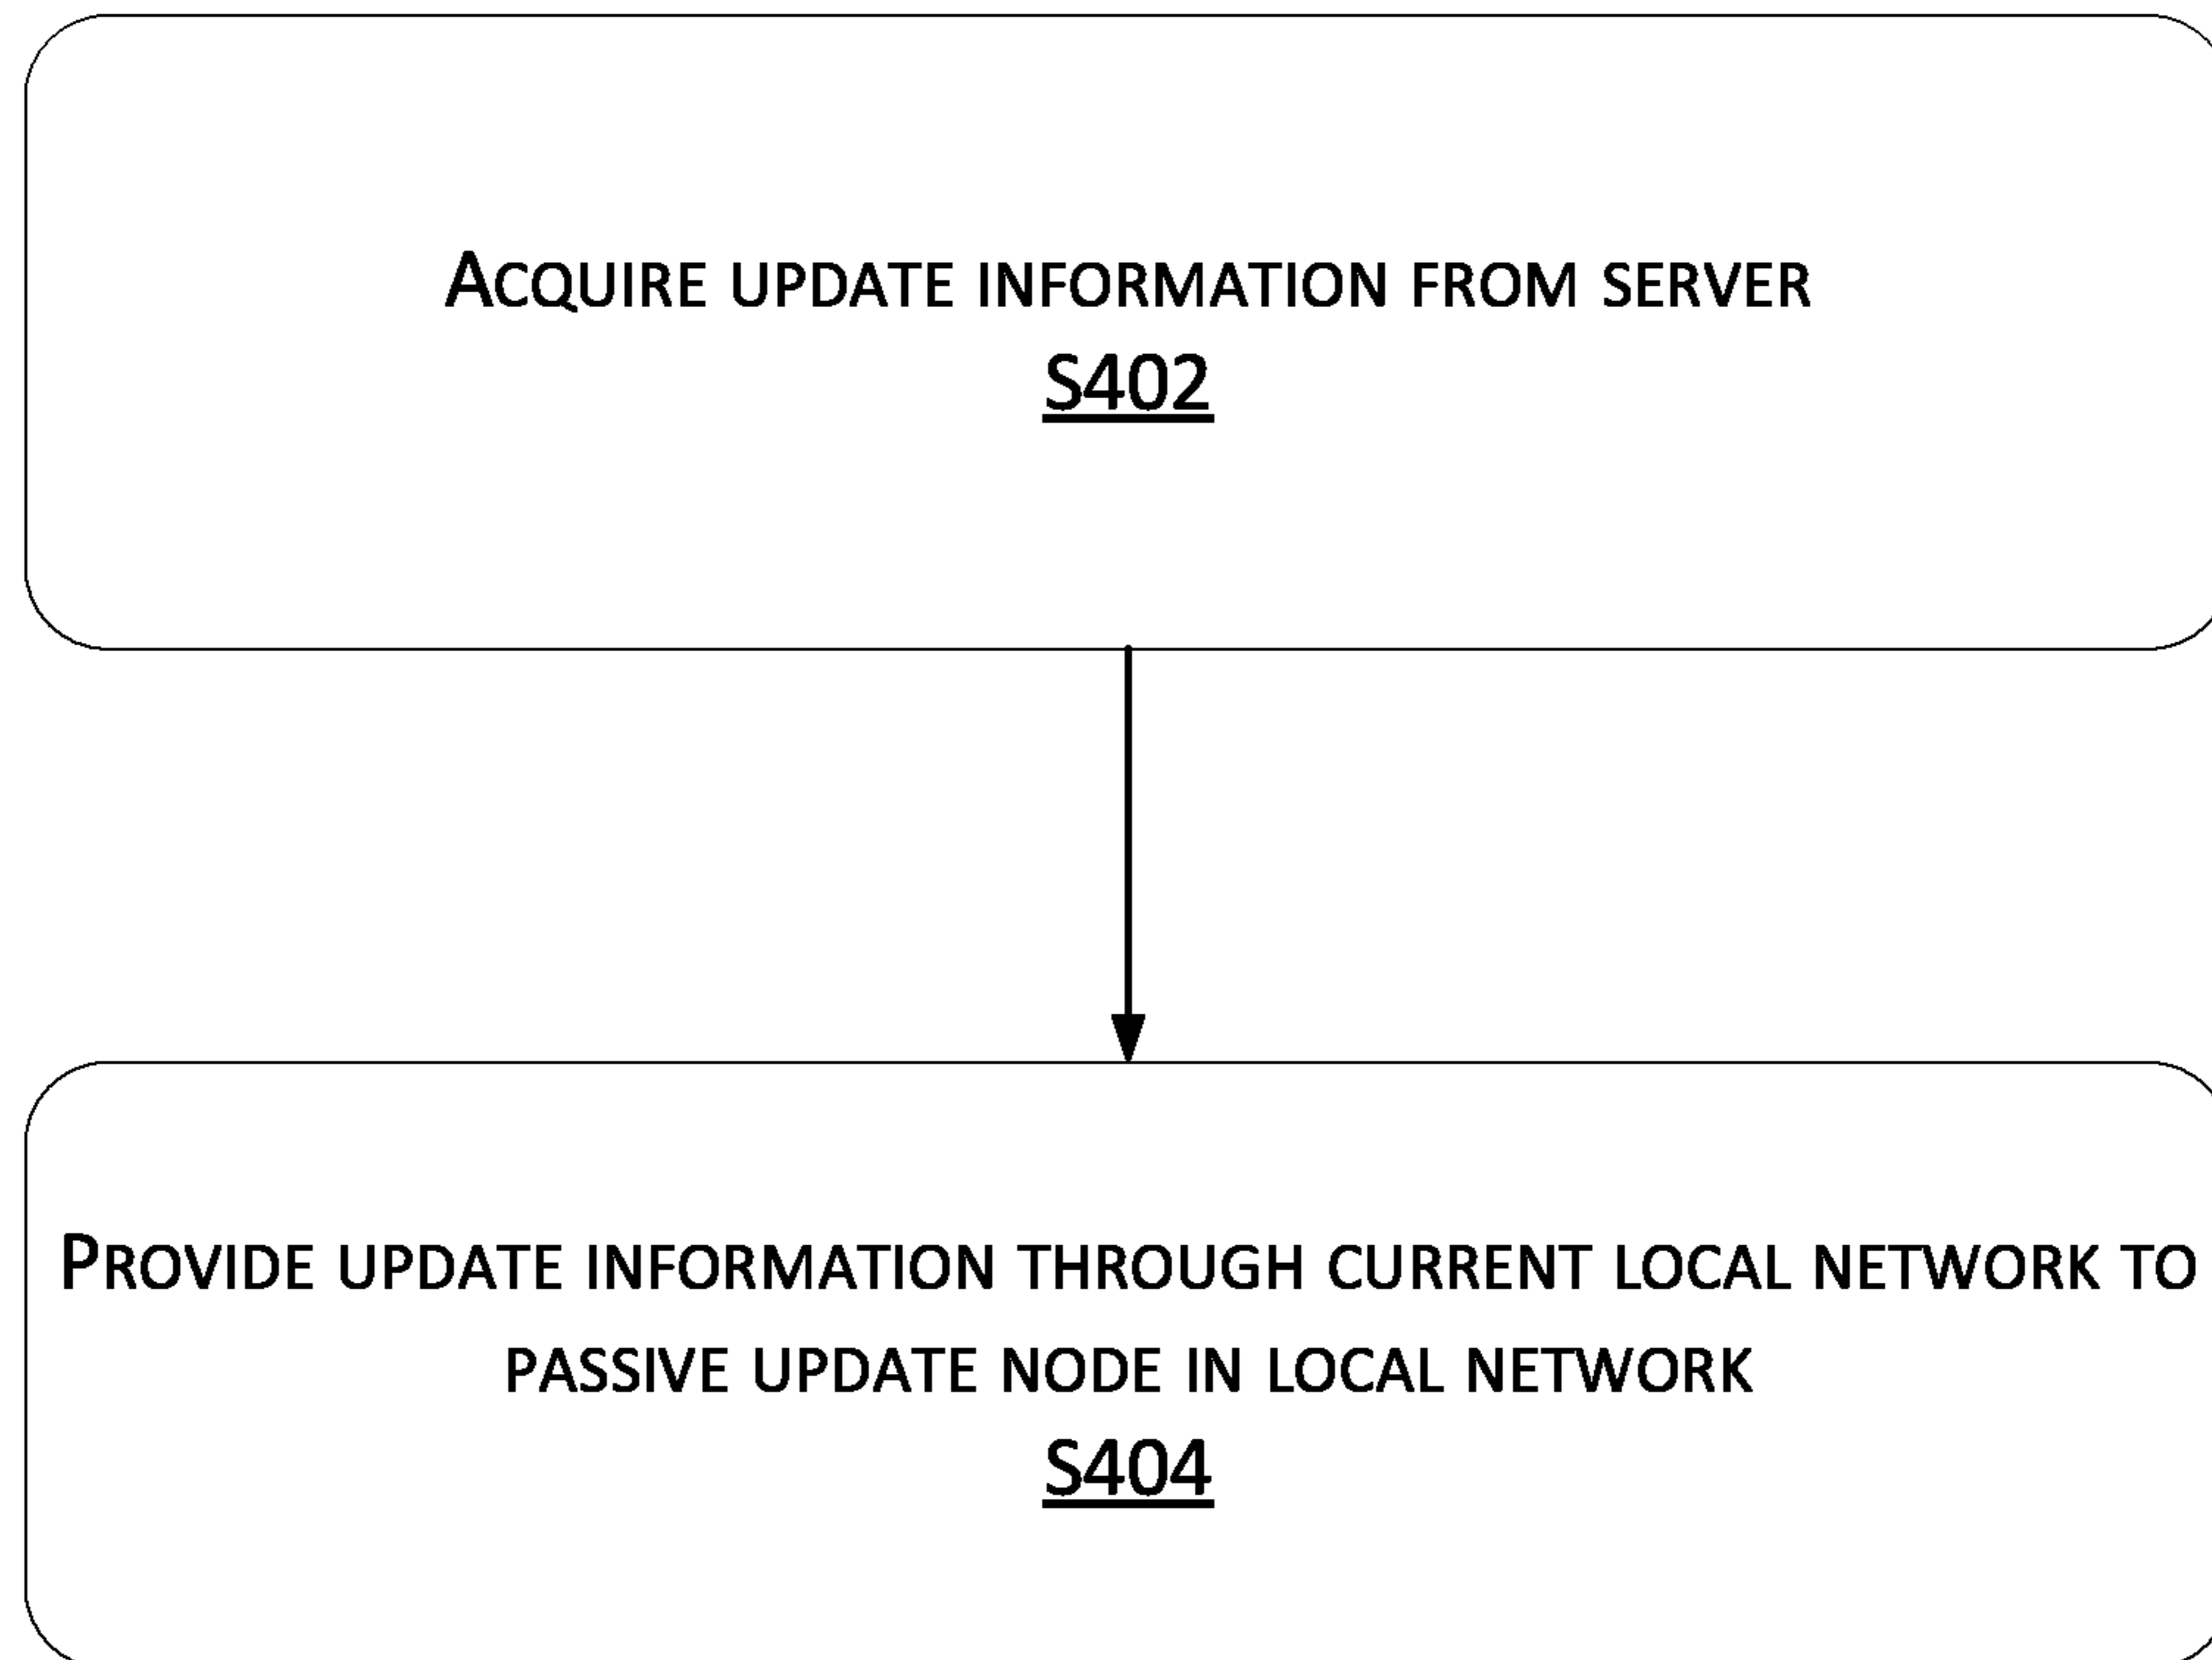 ACQUIRE UPDATE INFORMATION FROM SERVER
S402
PROVIDE UPDATE INFORMATION THROUGH CURRENT LOCAL NETWORK TO
PASSIVE UPDATE NODE IN LOCAL NETWORK
S404